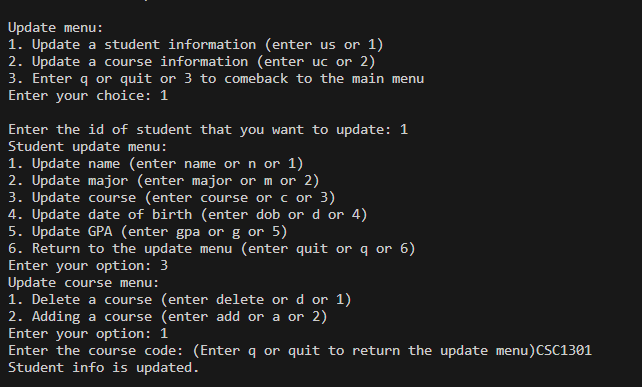 Update menu:
1. Update a student information (enter us or 1)
2. Update a course information (enter uc or 2)
3. Enter q or quit or 3 to comeback to the main menu
Enter your choice: 1
Enter the id of student that you want to update: 1
Student update menu:
1. Update name (enter name or n or 1)
2. Update major (enter major or m or 2)
3. Update course (enter course or c or 3)
4. Update date of birth (enter dob or d or 4)
5. Update GPA (enter gpa or g or 5)
6. Return to the update menu (enter quit or q or 6)
Enter your option: 3
Update course menu:
1. Delete a course (enter delete or d or 1)
2. Adding a course (enter add or a or 2)
Enter your option: 1
Enter the course code: (Enter q or quit to return the update menu)CSC1301
Student info is updated.